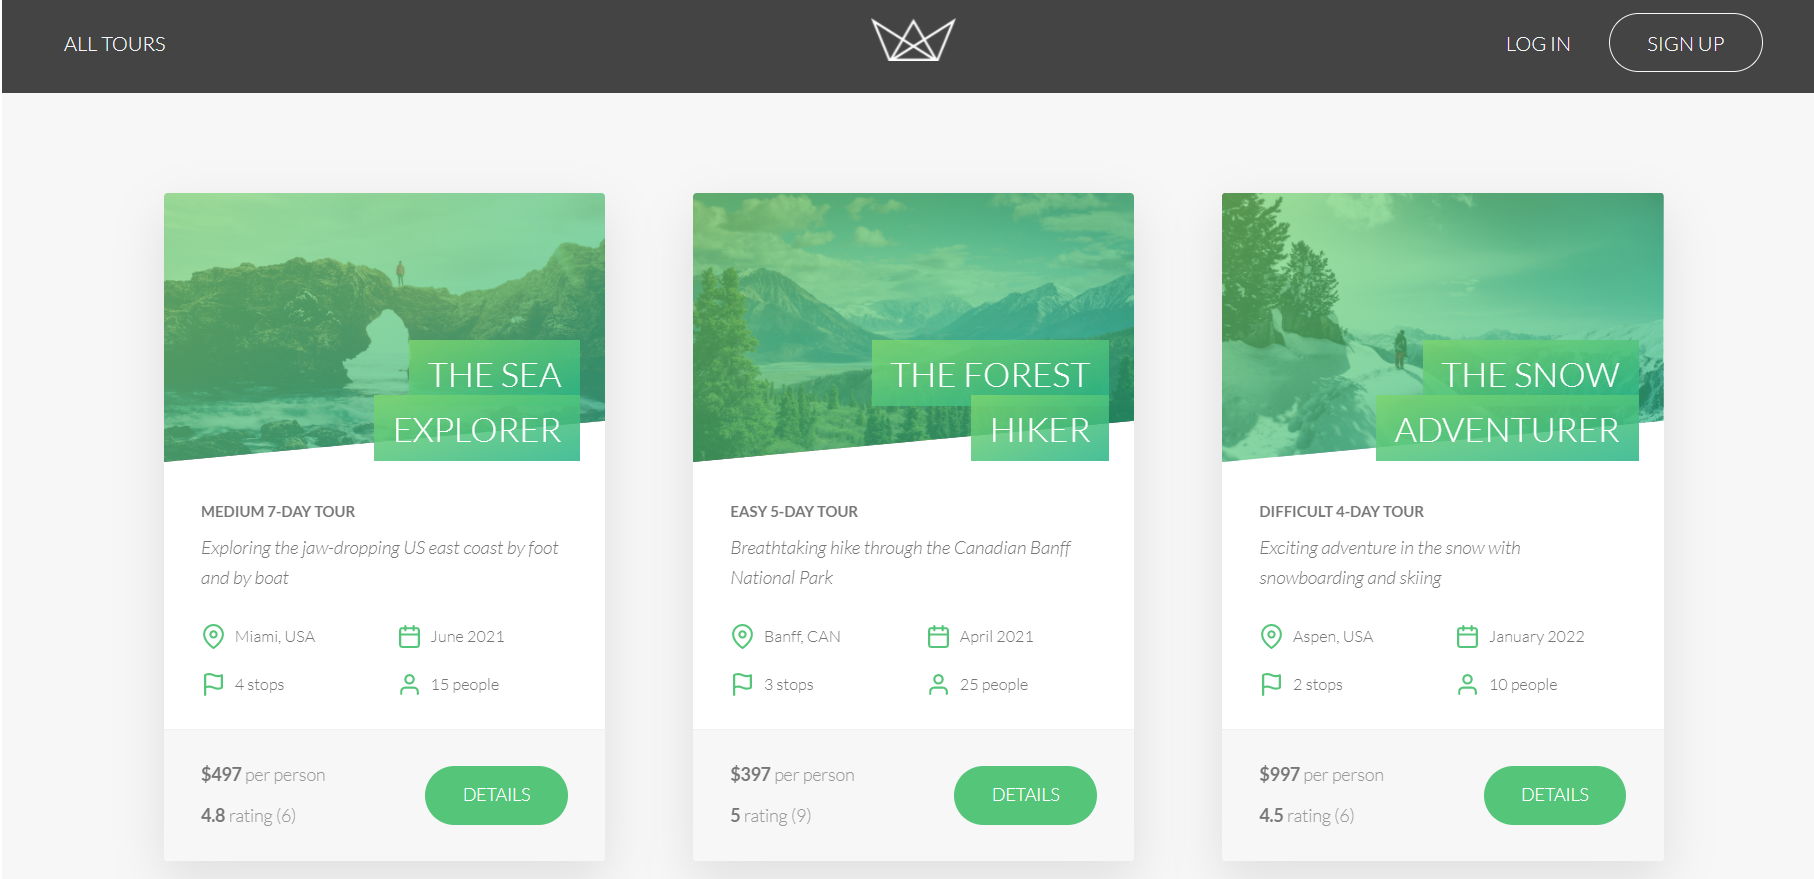 ALL TOURS
LOG IN
SIGN UP
THE SEA
EXPLORER
MEDIUM 7-DAY TOUR
Exploring the jaw-dropping US east coast by foot
and by boat
Miami, USA
June 2021
4 stops
15 people
$497 per person
4.8 rating (6)
DETAILS
THE FOREST
HIKER
EASY 5-DAY TOUR
Breathtaking hike through the Canadian Banff
National Park
Banff, CAN
April 2021
3 stops
25 people
$397 per person
5 rating (9)
DETAILS
THE SNOW
ADVENTURER
DIFFICULT 4-DAY TOUR
Exciting adventure in the snow with
snowboarding and skiing
Aspen, USA
January 2022
2 stops
10 people
$997 per person
4.5 rating (6)
DETAILS